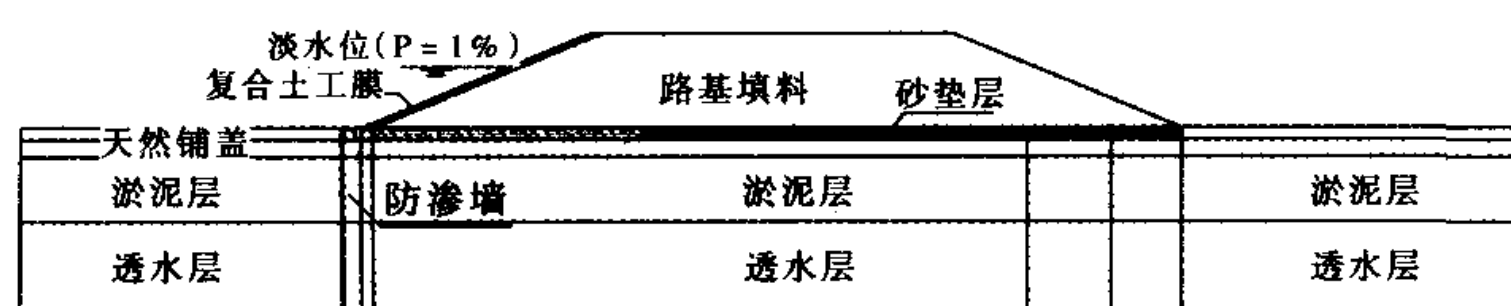 淡水位(P=1%)
复合土工膜
路基填料
砂垫层
天然铺盖
淤泥层
防渗墙
淤泥层
淤泥层
透水层
透水层
透水层